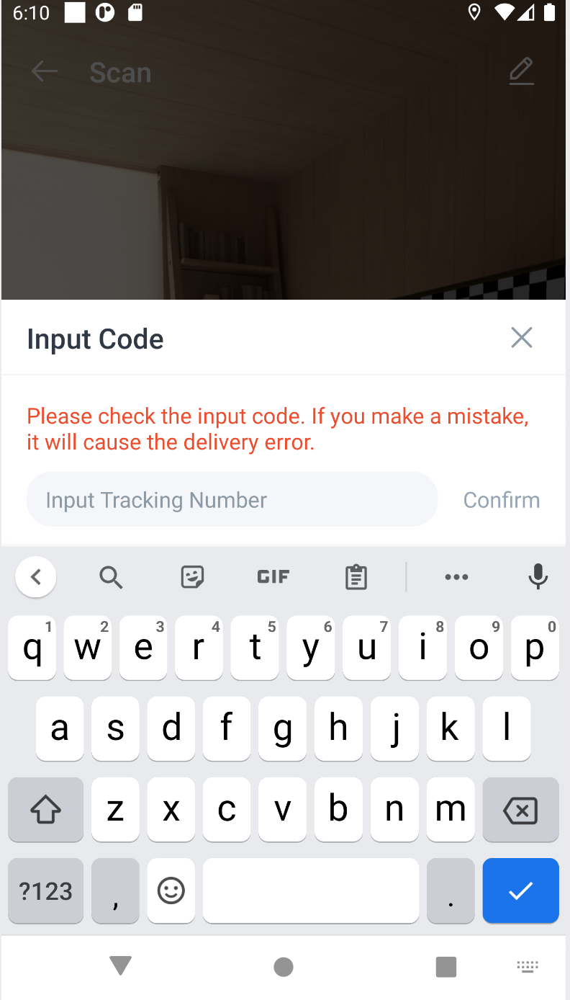 6:10
Scan
Input Code
Please check the input code. If you make a mistake,
it will cause the delivery error.
Input Tracking Number
Confirm
GIF
1 2 3 4 5 6 7 8 9 0
q w e r t y u i o p
a s d f g h j k l
z x c v b n m
?123 , .